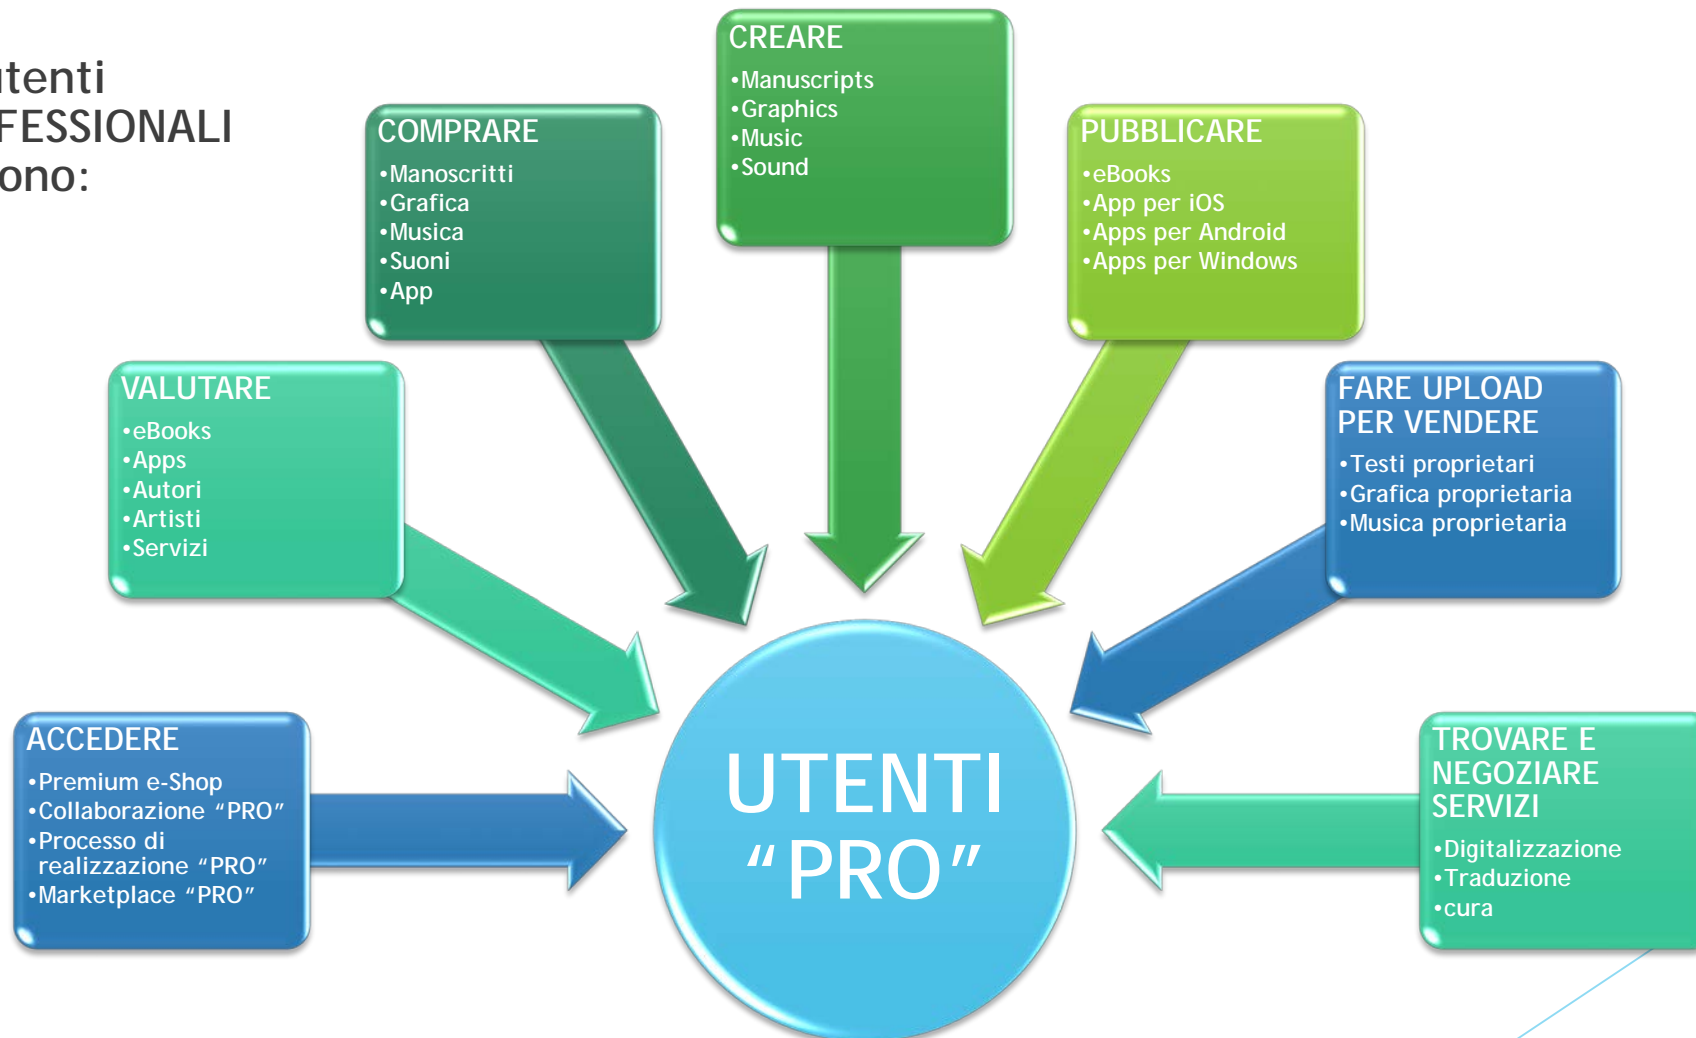 utenti
FESSIONALI
ono:
CREARE
•Manuscripts
•Graphics
•Music
•Sound
COMPRARE
•Manoscritti
•Grafica
•Musica
•Suoni
•App
PUBBLICARE
•eBooks
•App per iOS
•Apps per Android
•Apps per Windows
VALUTARE
•eBooks
•Apps
•Autori
•Artisti
•Servizi
FARE UPLOAD
PER VENDERE
•Testi proprietari
•Grafica proprietaria
•Musica proprietaria
ACCEDERE
•Premium e-Shop
•Collaborazione “PRO”
•Processo di
realizzazione “PRO”
•Marketplace “PRO”
TROVARE E
NEGOZIARE
SERVIZI
•Digitalizzazione
•Traduzione
•cura
UTENTI
“PRO”